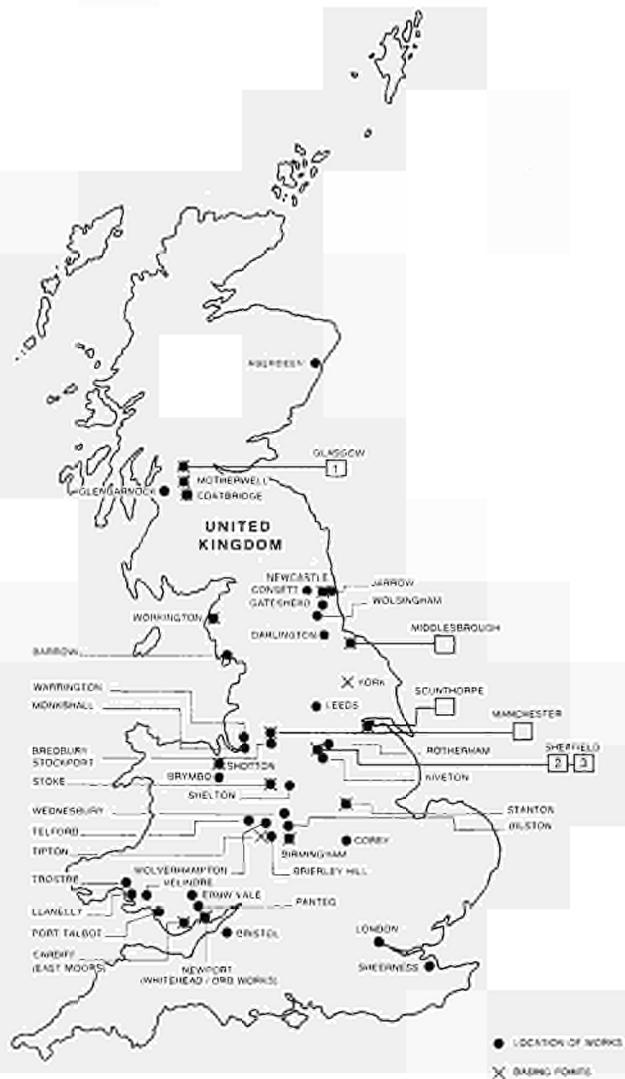 ABERDEEN
GLASGOW
1
MOTHERWELL
GLENGARNOCK
COATBRIDGE
UNITED
KINGDOM
NEWCASTLE
JARROW
CONSETT
GATESHEAD
WOLSINGHAM
WORKINGTON
MIDDLESBROUGH
DARLINGTON
BARROW
YORK
SCUNTHORPE
WARRINGTON
MONKSHALL
LEEDS
MANCHESTER
BREDBURY
STOCKPORT
ROTHERHAM
SHEFFIELD
2 3
SHOTTON
BRYMBO
KIVETON
STOKE
SHELTON
WEDNESBURY
STANTON
TELFORD
BILSTON
TIPTON
BIRMINGHAM
CORBY
WOLVERHAMPTON
BRIERLEY HILL
TROSTRE
VELINDRE
EBBW VALE
PANTEG
LLANELLY
PORT TALBOT
BRISTOL
LONDON
CARDIFF
(EAST MOORS)
NEWPORT
(WHITEHEAD / ORB WORKS)
SHEERNESS
LOCATION OF WORKS
BASING POINTS